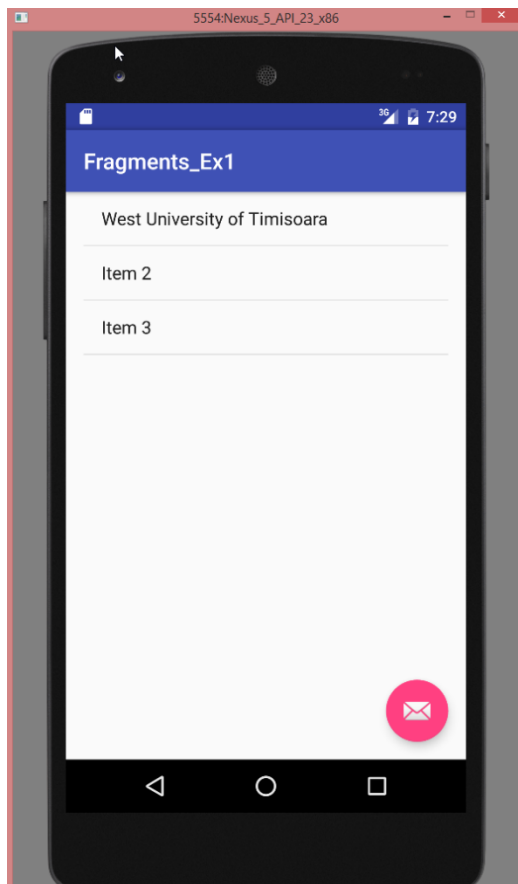 5554:Nexus_5_API_23_x86
3G 7:29
Fragments_Ex1
West University of Timisoara
Item 2
Item 3